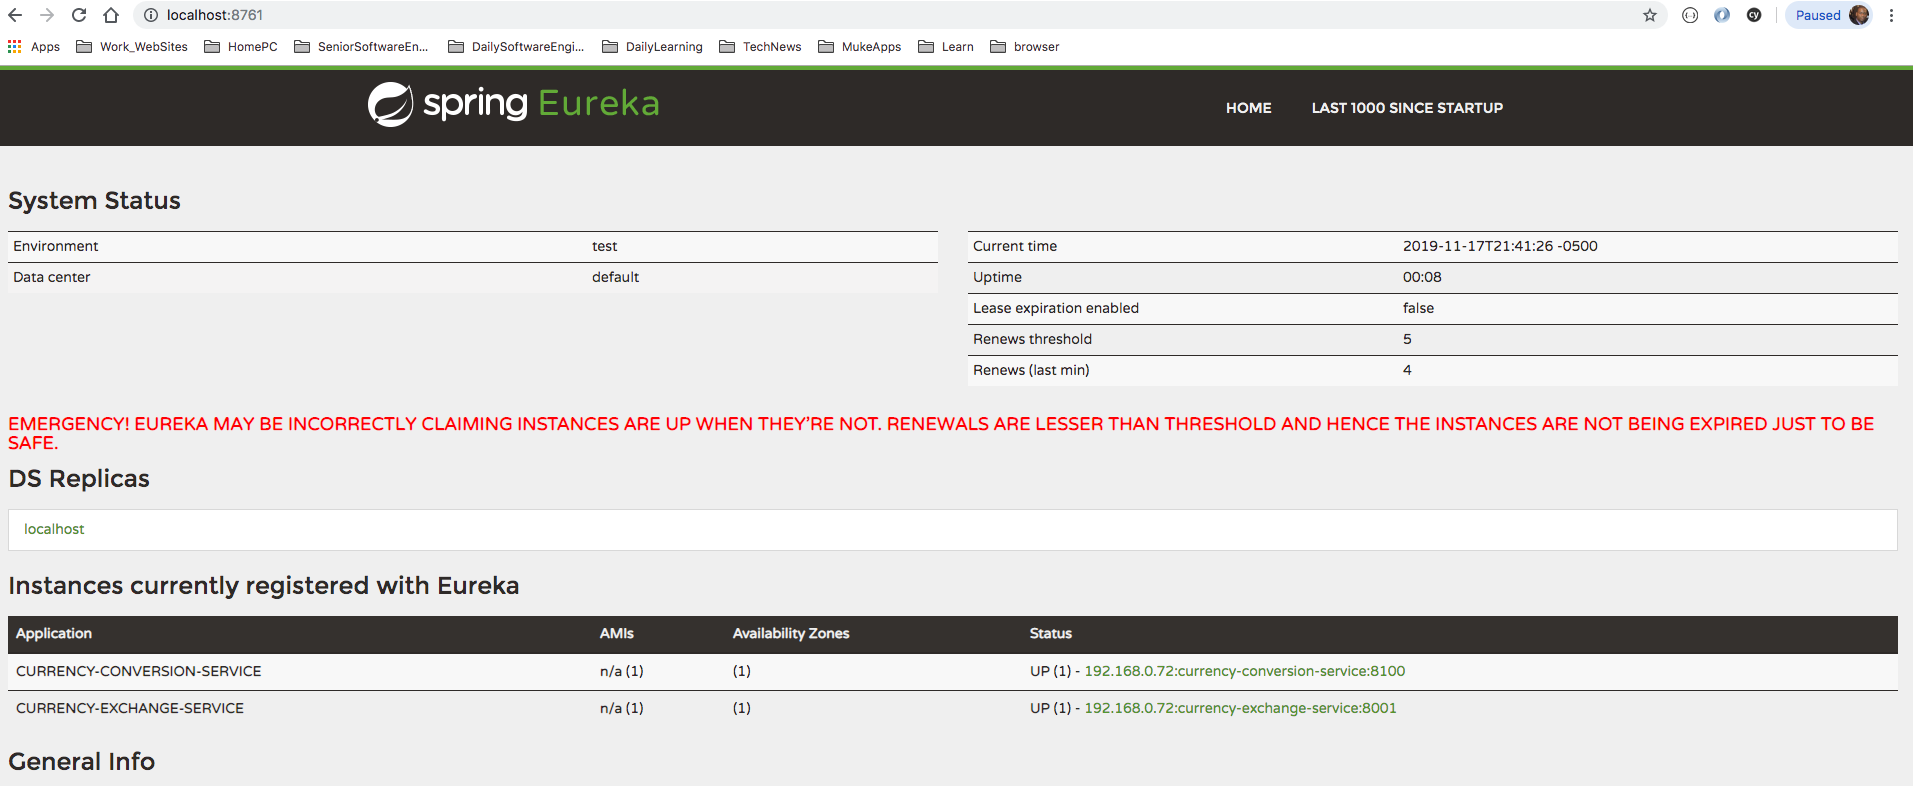 localhost:8761
Paused
Apps Work_WebSites HomePC SeniorSoftwareEn... DailySoftwareEngi... DailyLearning TechNews MukeApps Learn browser
spring Eureka
HOME LAST 1000 SINCE STARTUP
System Status
Environment test
Data center default
Current time 2019-11-17T21:41:26 -0500
Uptime 00:08
Lease expiration enabled false
Renews threshold 5
Renews (last min) 4
EMERGENCY! EUREKA MAY BE INCORRECTLY CLAIMING INSTANCES ARE UP WHEN THEY'RE NOT. RENEWALS ARE LESSER THAN THRESHOLD AND HENCE THE INSTANCES ARE NOT BEING EXPIRED JUST TO BE
SAFE.
DS Replicas
localhost
Instances currently registered with Eureka
Application AMIs Availability Zones Status
CURRENCY-CONVERSION-SERVICE n/a (1) (1) UP (1) - 192.168.0.72:currency-conversion-service:8100
CURRENCY-EXCHANGE-SERVICE n/a (1) (1) UP (1) - 192.168.0.72:currency-exchange-service:8001
General Info